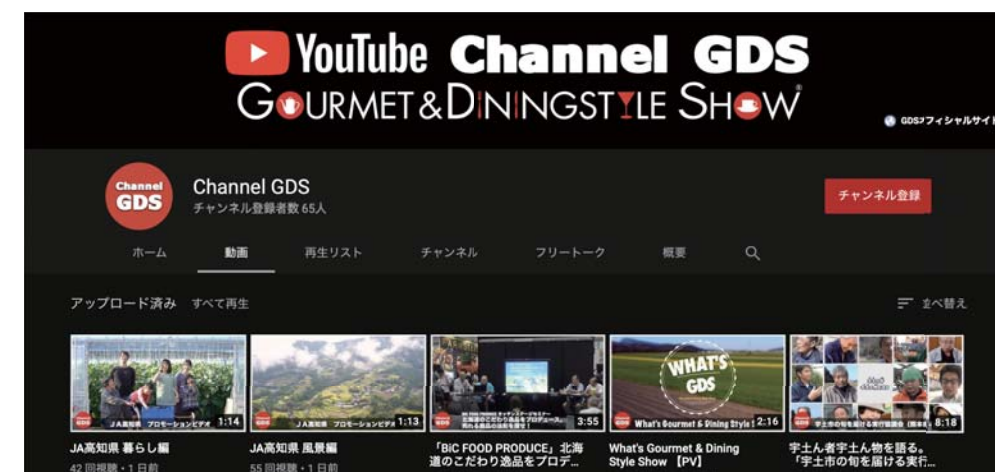 YouTube Channel GDS
GOURMET&DININGSTYLE SHOW®
GDSオフィシャルサイト
Channel GDS
Channel GDS
チャンネル登録者数 65人
チャンネル登録
ホーム 動画 再生リスト チャンネル フリートーク 概要
アップロード済み すべて再生
並べ替え
JA高知県 プロモーションビデオ 1:14
JA高知県 プロモーションビデオ 1:13
BiC FOOD PRODUCE
3:55
WHAT'S GDS
What's Gourmet & Dining Style 2:16
8:18
JA高知県 暮らし編
42 回視聴・1 日前
JA高知県 風景編
55 回視聴・1 日前
「BiC FOOD PRODUCE」北海
道のこだわり逸品をプロデ...
What's Gourmet & Dining
Style Show 【PV】
宇土ん者宇土ん物を語る。
「宇土市の旬を届ける実行...